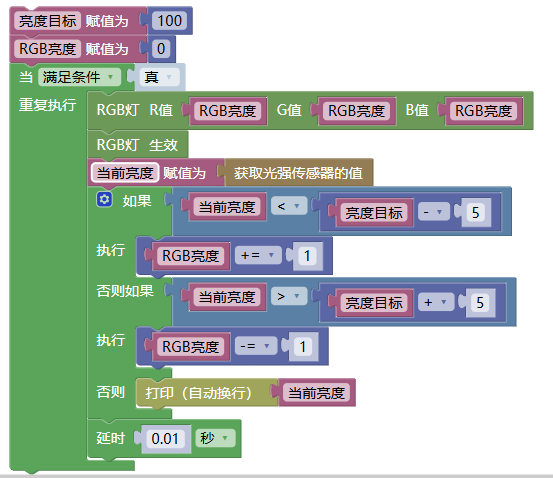 亮度目标 赋值为 100
RGB亮度 赋值为 0
当 满足条件 真
重复执行 RGB灯 R值 RGB亮度 G值 RGB亮度 B值 RGB亮度
RGB灯 生效
当前亮度 赋值为 获取光强传感器的值
如果 当前亮度 < 亮度目标 - 5
执行 RGB亮度 += 1
否则如果 当前亮度 > 亮度目标 + 5
执行 RGB亮度 -= 1
否则 打印（自动换行） 当前亮度
延时 0.01 秒